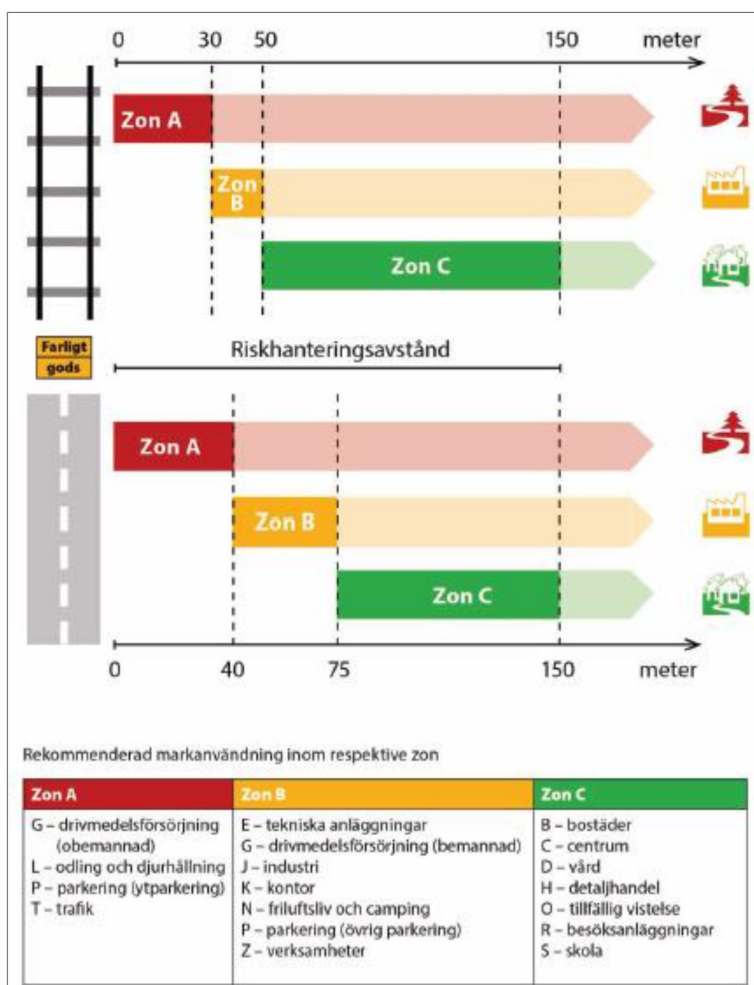 0 30 50 150 meter
Zon A
Zon
B
Zon C
Farligt
gods
Riskhanteringsavstånd
Zon A
Zon B
Zon C
0 40 75 150 meter
Rekommenderad markanvändning inom respektive zon
Zon A
G – drivmedelsförsörjning
(obemannad)
L – odling och djurhållning
P – parkering (ytparkering)
T – trafik
Zon B
E – tekniska anläggningar
G – drivmedelsförsörjning (bemannad)
J – industri
K – kontor
N – friluftsliv och camping
P – parkering (övrig parkering)
Z – verksamheter
Zon C
B – bostäder
C – centrum
D – vård
H – detaljhandel
O – tillfällig vistelse
R – besöksanläggningar
S – skola